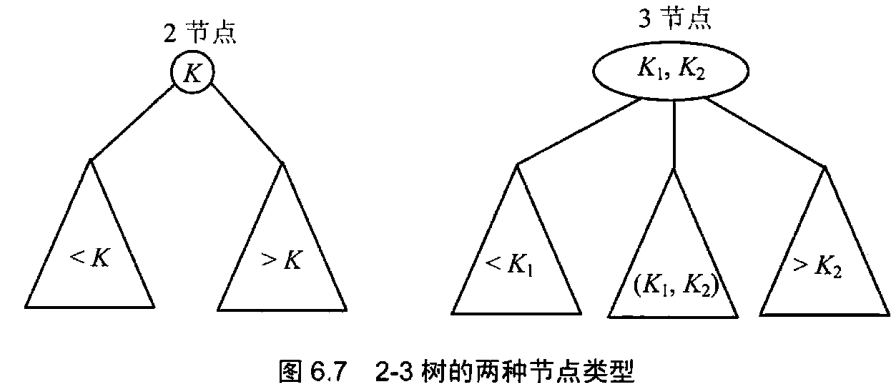 2 节点
K
< K
> K
3 节点
K₁, K₂
< K₁
(K₁, K₂)
> K₂
图 6.7 2-3 树的两种节点类型